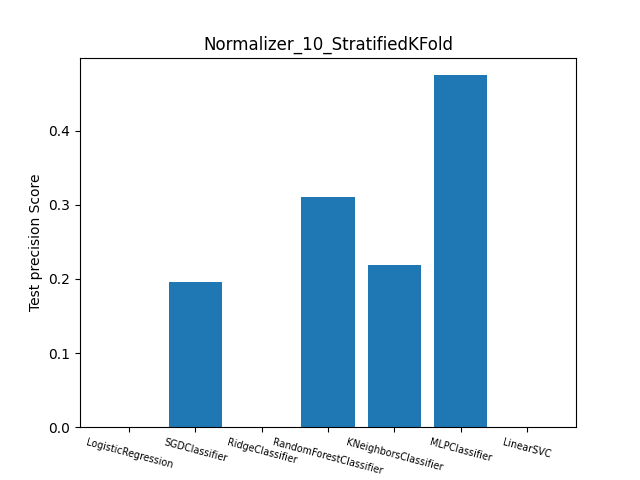 Normalizer_10_StratifiedKFold
Test precision Score
0.4
0.3
0.2
0.1
0.0
LogisticRegression
SGDClassifier
RidgeClassifier
RandomForestClassifier
KNeighborsClassifier
MLPClassifier
LinearSVC